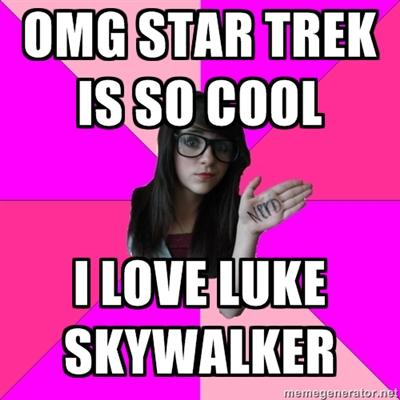 OMG STAR TREK
IS SO COOL
NERD
I LOVE LUKE
SKYWALKER
memegenerator.net